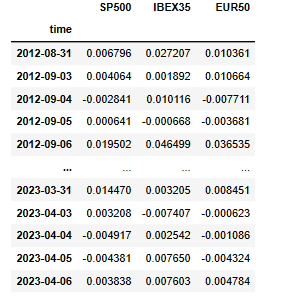 SP500 IBEX35 EUR50
time
2012-08-31 0.006796 0.027207 0.010361
2012-09-03 0.004064 0.001892 0.010664
2012-09-04 -0.002841 0.010116 -0.007711
2012-09-05 0.000641 -0.000668 -0.003681
2012-09-06 0.019502 0.046499 0.036535
... ... ... ...
2023-03-31 0.014470 0.003205 0.008451
2023-04-03 0.003208 -0.007407 -0.000623
2023-04-04 -0.004917 0.002542 -0.001086
2023-04-05 -0.004381 0.007650 -0.004324
2023-04-06 0.003838 0.007603 0.004784